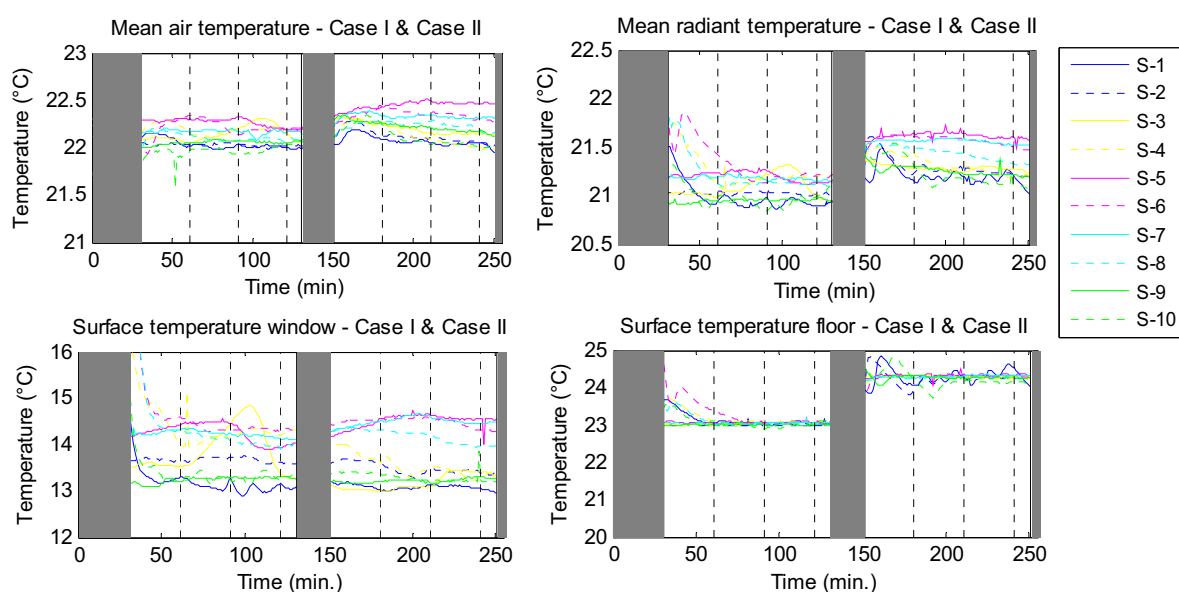 Mean air temperature - Case I & Case II
23
22.5
22
21.5
21
Temperature (°C)
0 50 100 150 200 250
Time (min)
Mean radiant temperature - Case I & Case II
22.5
22
21.5
21
20.5
Temperature (°C)
0 50 100 150 200 250
Time (min)
S-1
S-2
S-3
S-4
S-5
S-6
S-7
S-8
S-9
S-10
Surface temperature window - Case I & Case II
16
15
14
13
12
Temperature (°C)
0 50 100 150 200 250
Time (min.)
Surface temperature floor - Case I & Case II
25
24
23
22
21
20
Temperature (°C)
0 50 100 150 200 250
Time (min.)